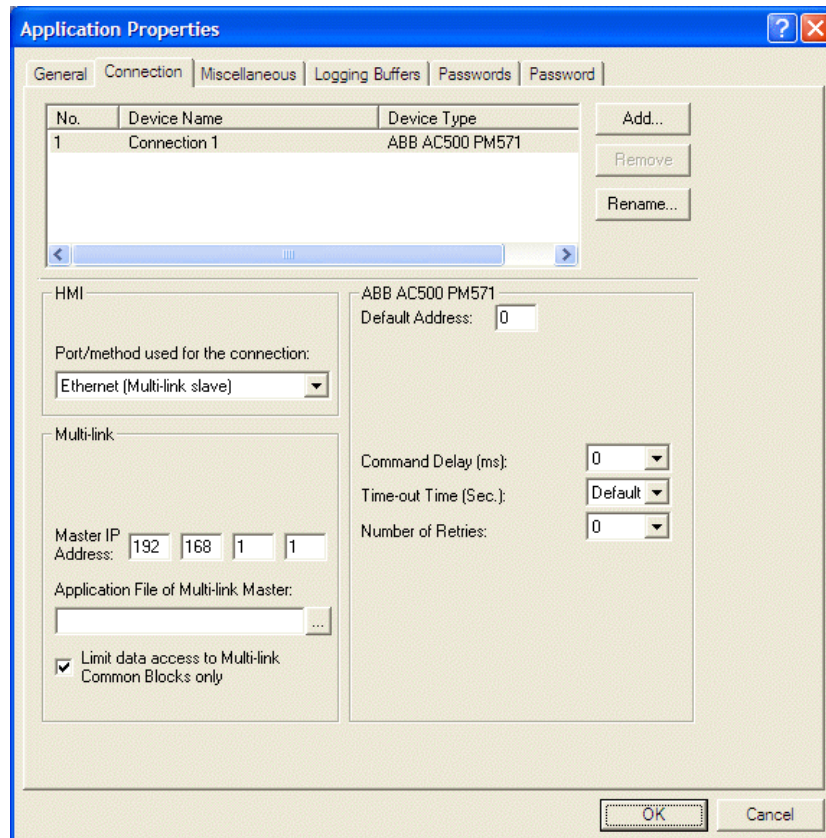 Application Properties
General Connection Miscellaneous Logging Buffers Passwords Password
No. Device Name Device Type
1 Connection 1 ABB AC500 PM571
Add...
Remove
Rename...
HMI
Port/method used for the connection:
Ethernet (Multi-link slave)
Multi-link
Master IP
Address: 192 168 1 1
Application File of Multi-link Master:
...
Limit data access to Multi-link
Common Blocks only
ABB AC500 PM571
Default Address: 0
Command Delay (ms): 0
Time-out Time (Sec.): Default
Number of Retries: 0
OK Cancel